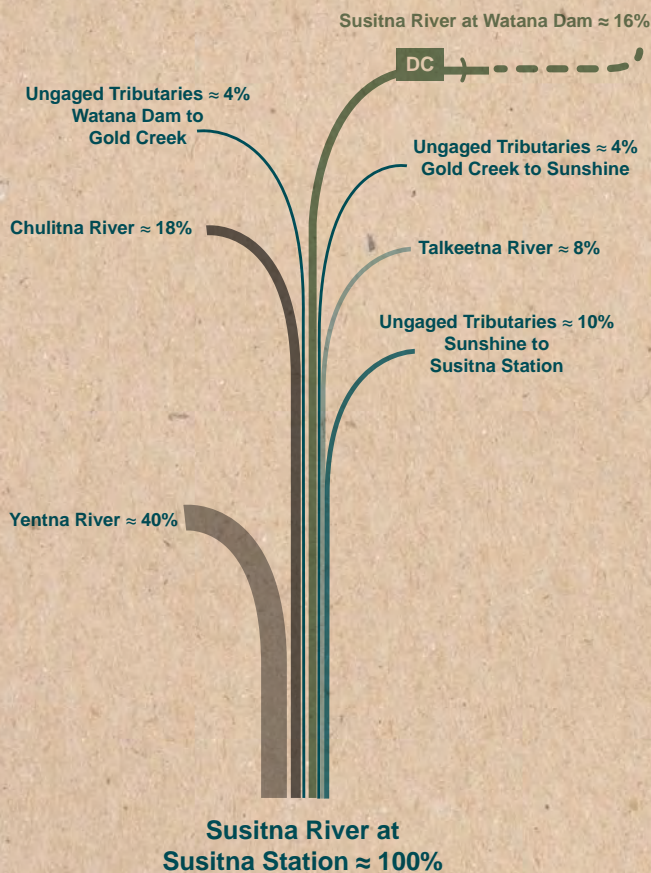 Susitna River at Watana Dam ≈ 16%
DC
Ungaged Tributaries ≈ 4%
Watana Dam to
Gold Creek
Ungaged Tributaries ≈ 4%
Gold Creek to Sunshine
Chulitna River ≈ 18%
Talkeetna River ≈ 8%
Ungaged Tributaries ≈ 10%
Sunshine to
Susitna Station
Yentna River ≈ 40%
Susitna River at
Susitna Station ≈ 100%